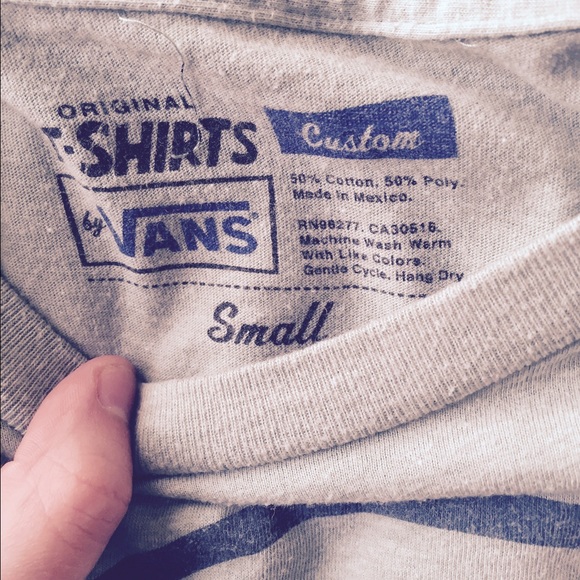 ORIGINAL
T-SHIRTS
by VANS
Custom
50% Cotton, 50% Poly.
Made in Mexico.
RN96277, CA30516.
Machine Wash Warm
With Like Colors.
Gentle Cycle, Hang Dry
Small